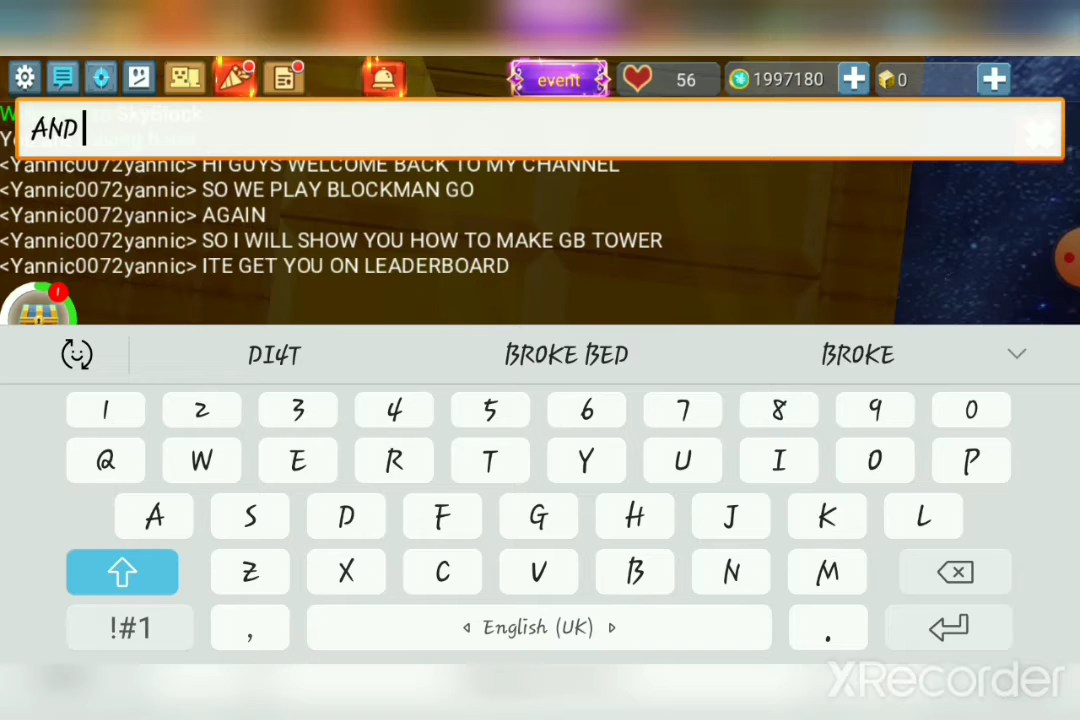 event
56
1997180
0
SkyBlock
AND
<Yannic0072yannic> HI GUYS WELCOME BACK TO MY CHANNEL
<Yannic0072yannic> SO WE PLAY BLOCKMAN GO
<Yannic0072yannic> AGAIN
<Yannic0072yannic> SO I WILL SHOW YOU HOW TO MAKE GB TOWER
<Yannic0072yannic> ITE GET YOU ON LEADERBOARD
DI4T BROKE BED BROKE
1 2 3 4 5 6 7 8 9 0
Q W E R T Y U I O P
A S D F G H J K L
Z X C V B N M
!#1 , English (UK) .
XRecorder